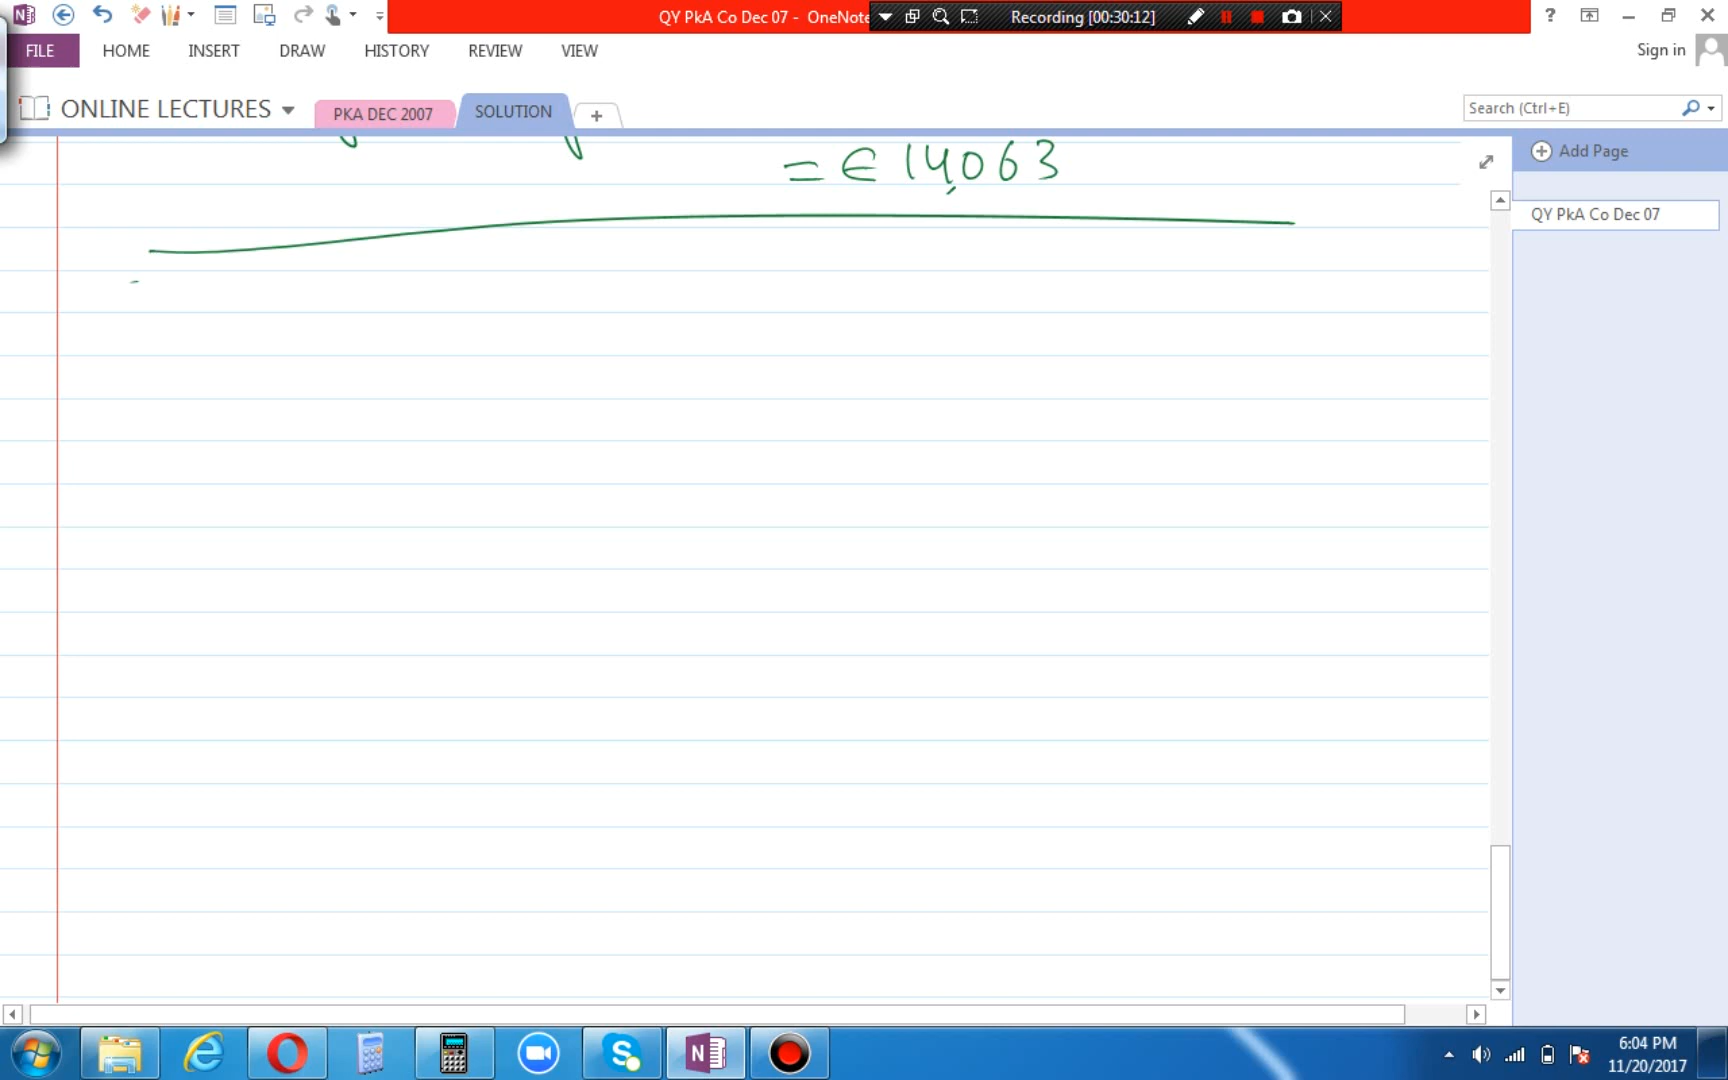 QY PkA Co Dec 07 - OneNote
Recording [00:30:12]
?
FILE HOME INSERT DRAW HISTORY REVIEW VIEW
Sign in
ONLINE LECTURES
PKA DEC 2007
SOLUTION
Search (Ctrl+E)
Add Page
QY PkA Co Dec 07
= € 14,063
6:04 PM
11/20/2017